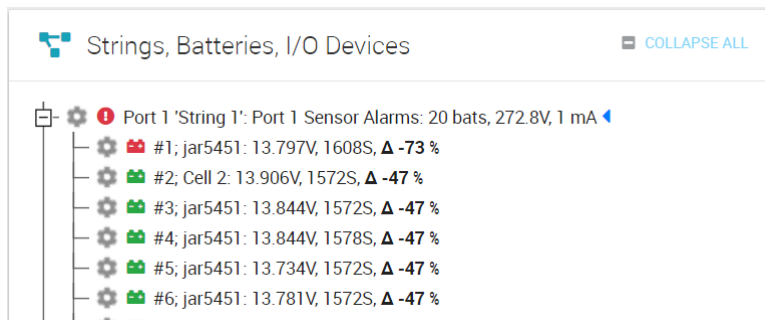 Strings, Batteries, I/O Devices
COLLAPSE ALL
Port 1 'String 1': Port 1 Sensor Alarms: 20 bats, 272.8V, 1 mA
#1; jar5451: 13.797V, 1608S, Δ -73 %
#2; Cell 2: 13.906V, 1572S, Δ -47 %
#3; jar5451: 13.844V, 1572S, Δ -47 %
#4; jar5451: 13.844V, 1578S, Δ -47 %
#5; jar5451: 13.734V, 1572S, Δ -47 %
#6; jar5451: 13.781V, 1572S, Δ -47 %